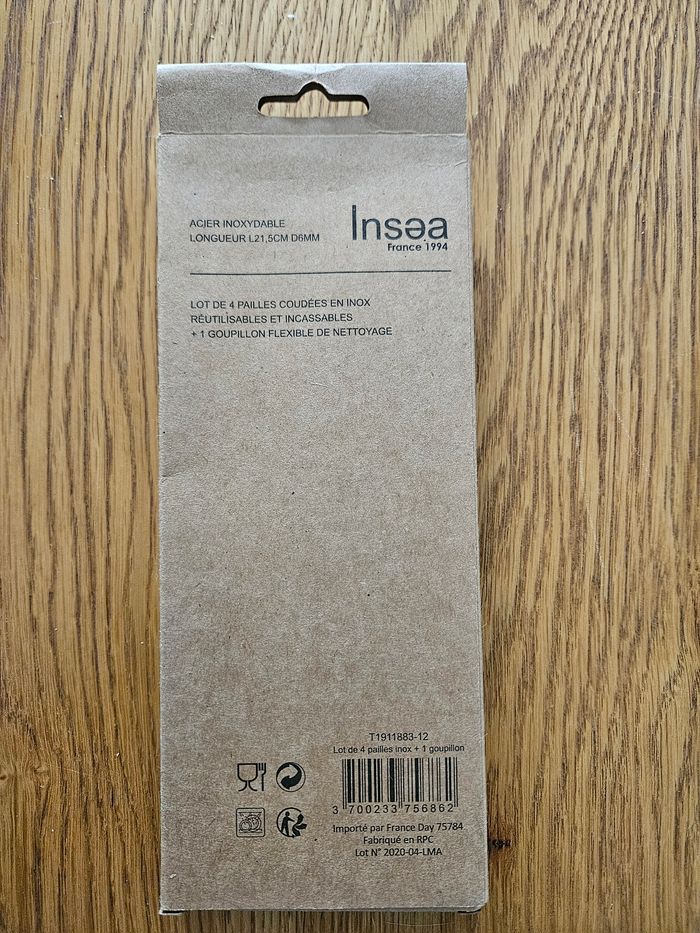 ACIER INOXYDABLE
LONGUEUR L21,5CM D6MM
Insəa
France 1994
LOT DE 4 PAILLES COUDÉES EN INOX
RÉUTILISABLES ET INCASSABLES
+ 1 GOUPILLON FLEXIBLE DE NETTOYAGE
T1911883-12
Lot de 4 pailles inox + 1 goupillon
3 700233 756862
Importé par France Day 75784
Fabriqué en RPC
Lot N° 2020-04-LMA